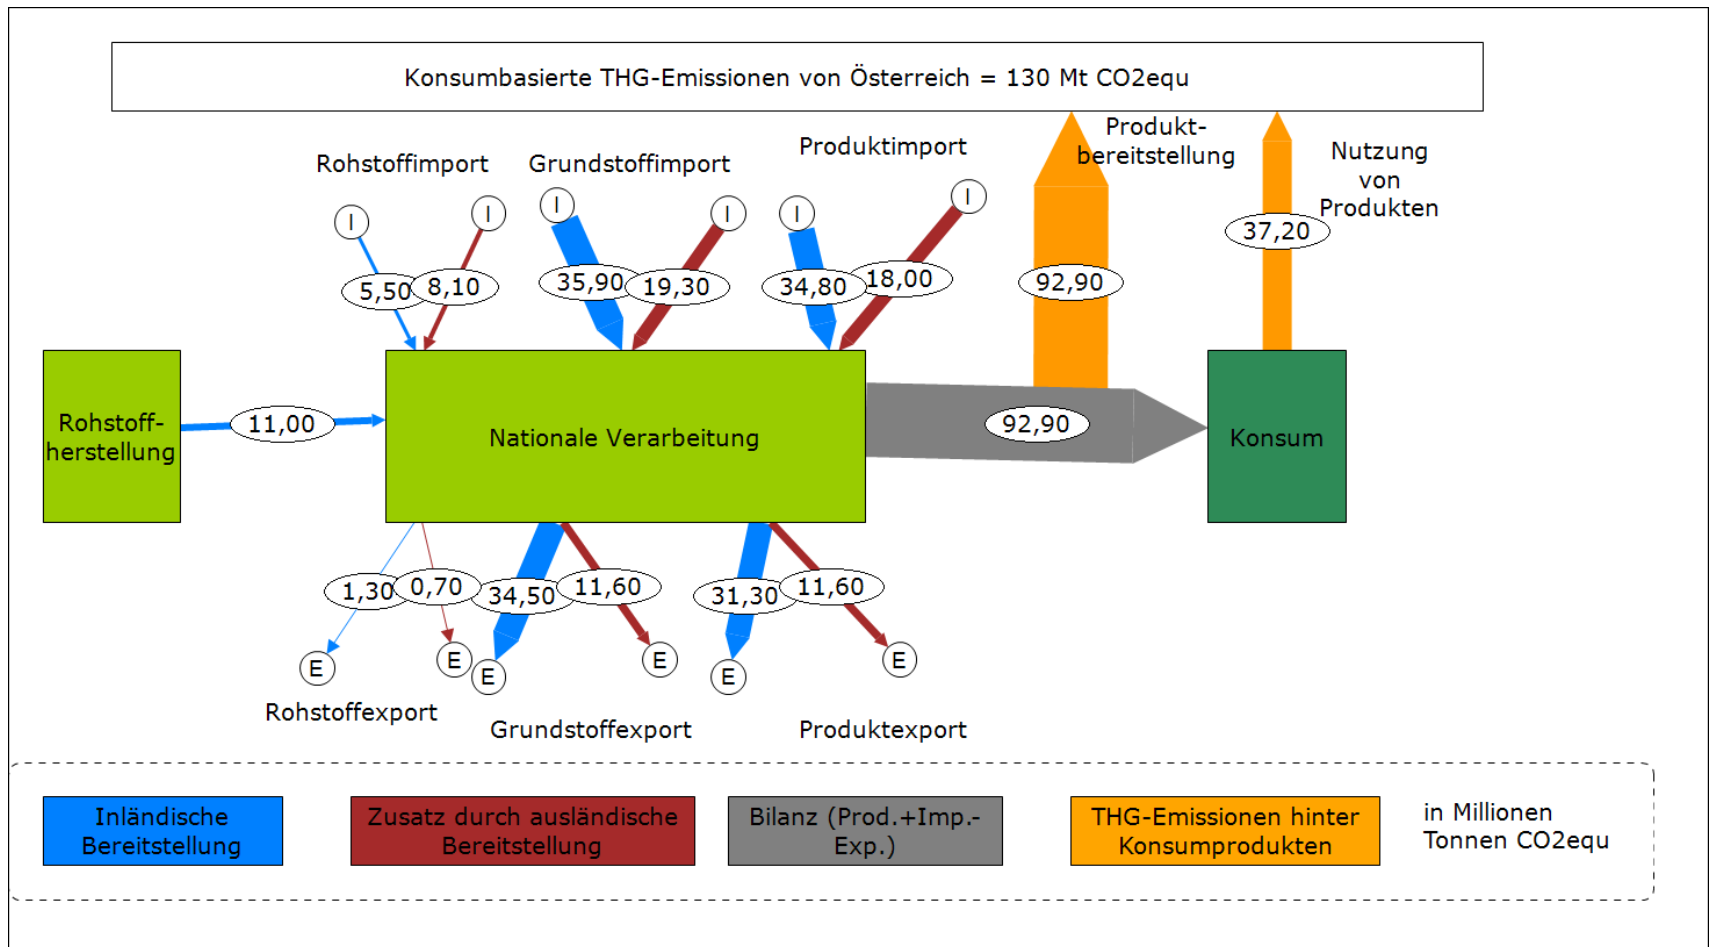 Konsumbasierte THG-Emissionen von Österreich = 130 Mt CO2equ
Rohstoffimport
Grundstoffimport
Produktimport
Produkt-
bereitstellung
Nutzung
von
Produkten
I
I
I
I
I
I
5,50
8,10
35,90
19,30
34,80
18,00
92,90
37,20
Rohstoff-
herstellung
11,00
Nationale Verarbeitung
92,90
Konsum
1,30
0,70
34,50
11,60
31,30
11,60
E
E
E
E
E
E
Rohstoffexport
Grundstoffexport
Produktexport
Inländische
Bereitstellung
Zusatz durch ausländische
Bereitstellung
Bilanz (Prod.+Imp.-
Exp.)
THG-Emissionen hinter
Konsumprodukten
in Millionen
Tonnen CO2equ